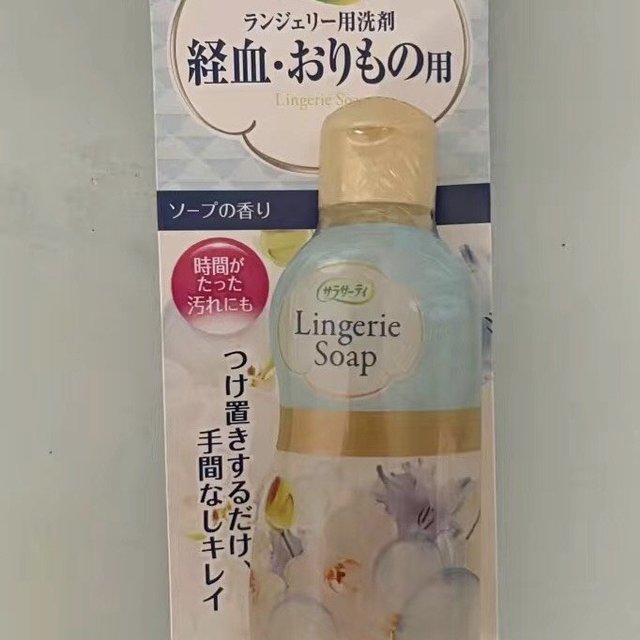 ランジェリー用洗剤
経血・おりもの用
Lingerie Soap
ソープの香り
時間が
たった
汚れにも
サラサーティ
Lingerie
Soap
つけ置きするだけ、
手間なしキレイ